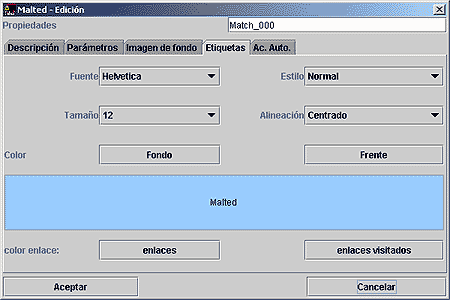 Malted - Edición
Propiedades Match_000
Descripción Parámetros Imagen de fondo Etiquetas Ac. Auto.
Fuente Helvetica Estilo Normal
Tamaño 12 Alineación Centrado
Color Fondo Frente
Malted
color enlace: enlaces enlaces visitados
Aceptar Cancelar